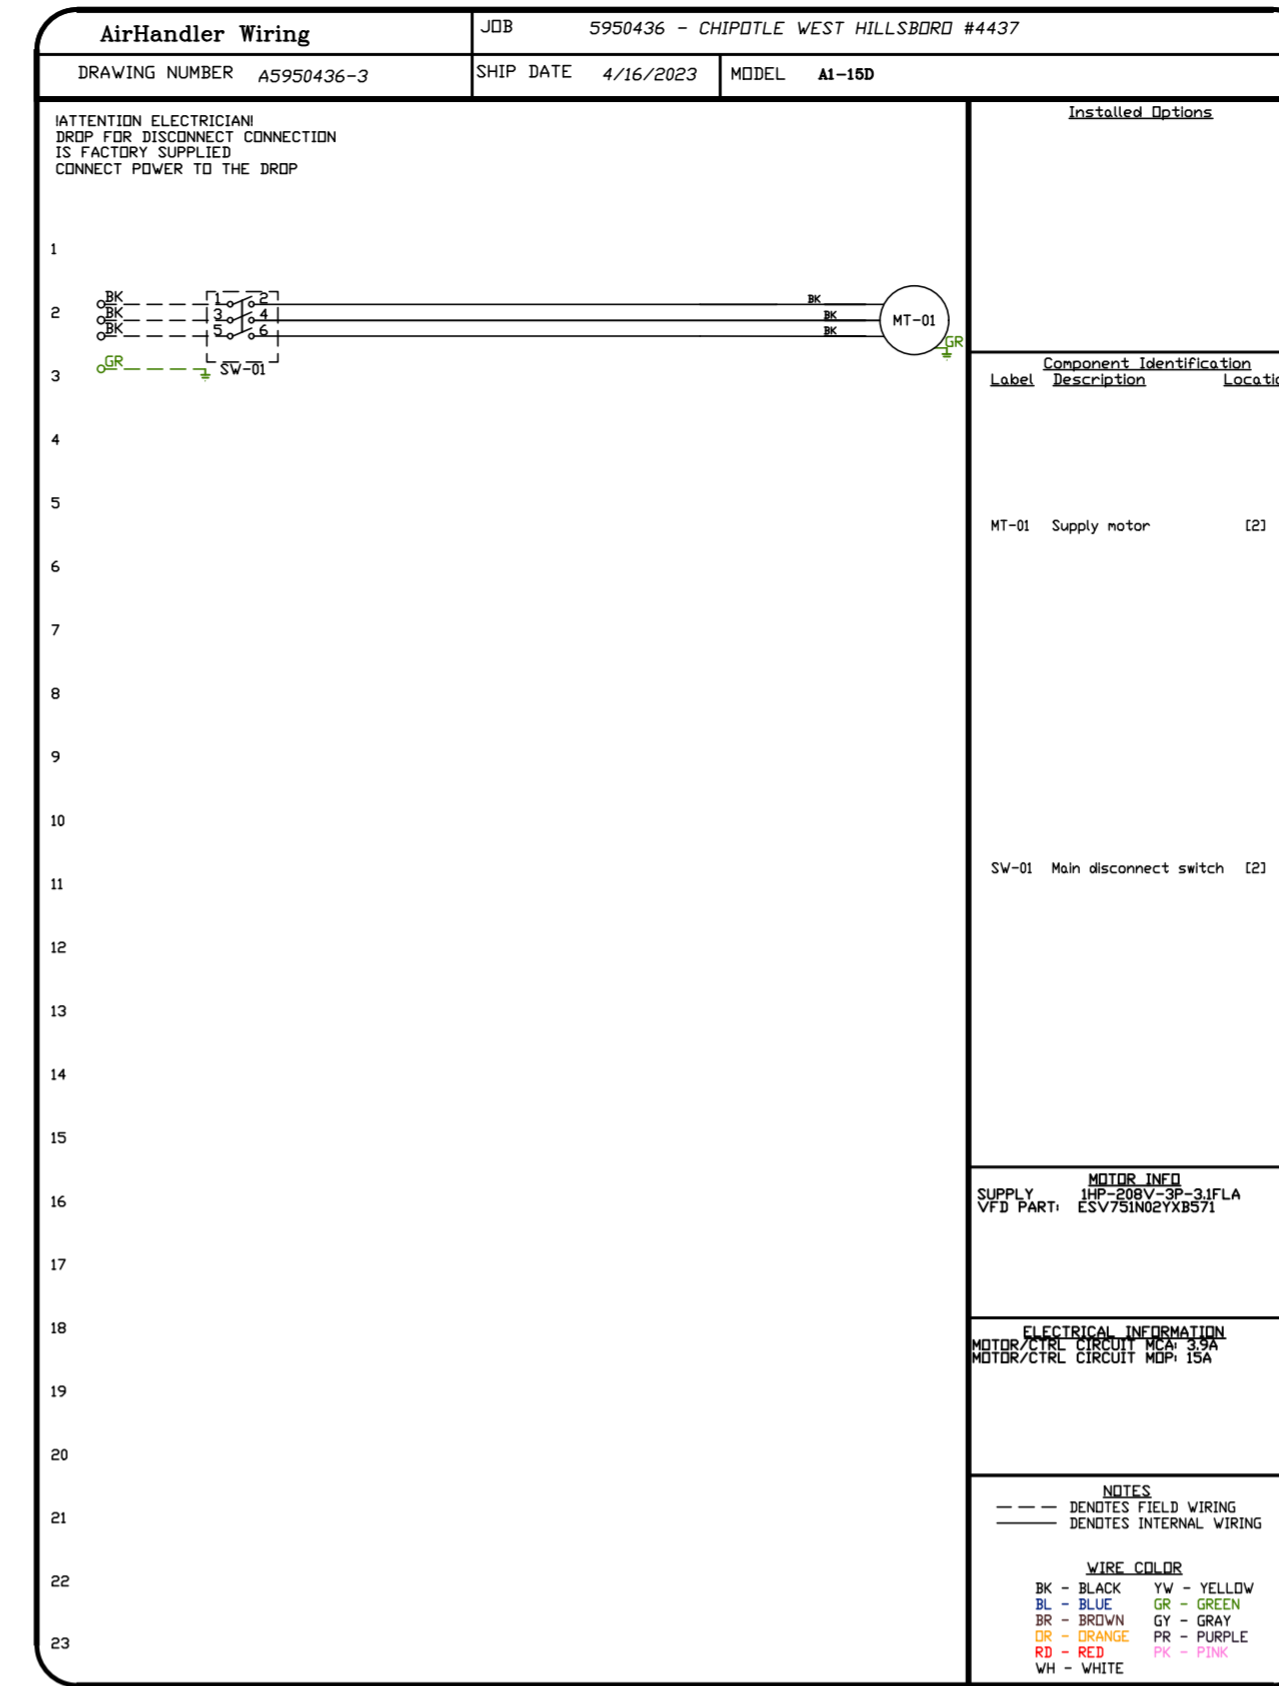 AirHandler Wiring
JOB 5950436 - CHIPOTLE WEST HILLSBORO #4437
DRAWING NUMBER A5950436-3
SHIP DATE 4/16/2023
MODEL A1-15D
!ATTENTION ELECTRICIAN!
DROP FOR DISCONNECT CONNECTION
IS FACTORY SUPPLIED
CONNECT POWER TO THE DROP
1
2
BK 1 2 BK
BK 3 4 BK
BK 5 6 BK
MT-01
GR
3
GR
SW-01
4
5
6
7
8
9
10
11
12
13
14
15
16
17
18
19
20
21
22
23
Installed Options
Component Identification
Label Description Locatio
MT-01 Supply motor [2]
SW-01 Main disconnect switch [2]
MOTOR INFO
SUPPLY 1HP-208V-3P-3.1FLA
VFD PART: ESV751N02YXB571
ELECTRICAL INFORMATION
MOTOR/CTRL CIRCUIT MCA: 3.9A
MOTOR/CTRL CIRCUIT MOP: 15A
NOTES
DENOTES FIELD WIRING
DENOTES INTERNAL WIRING
WIRE COLOR
BK - BLACK YW - YELLOW
BL - BLUE GR - GREEN
BR - BROWN GY - GRAY
OR - ORANGE PR - PURPLE
RD - RED PK - PINK
WH - WHITE